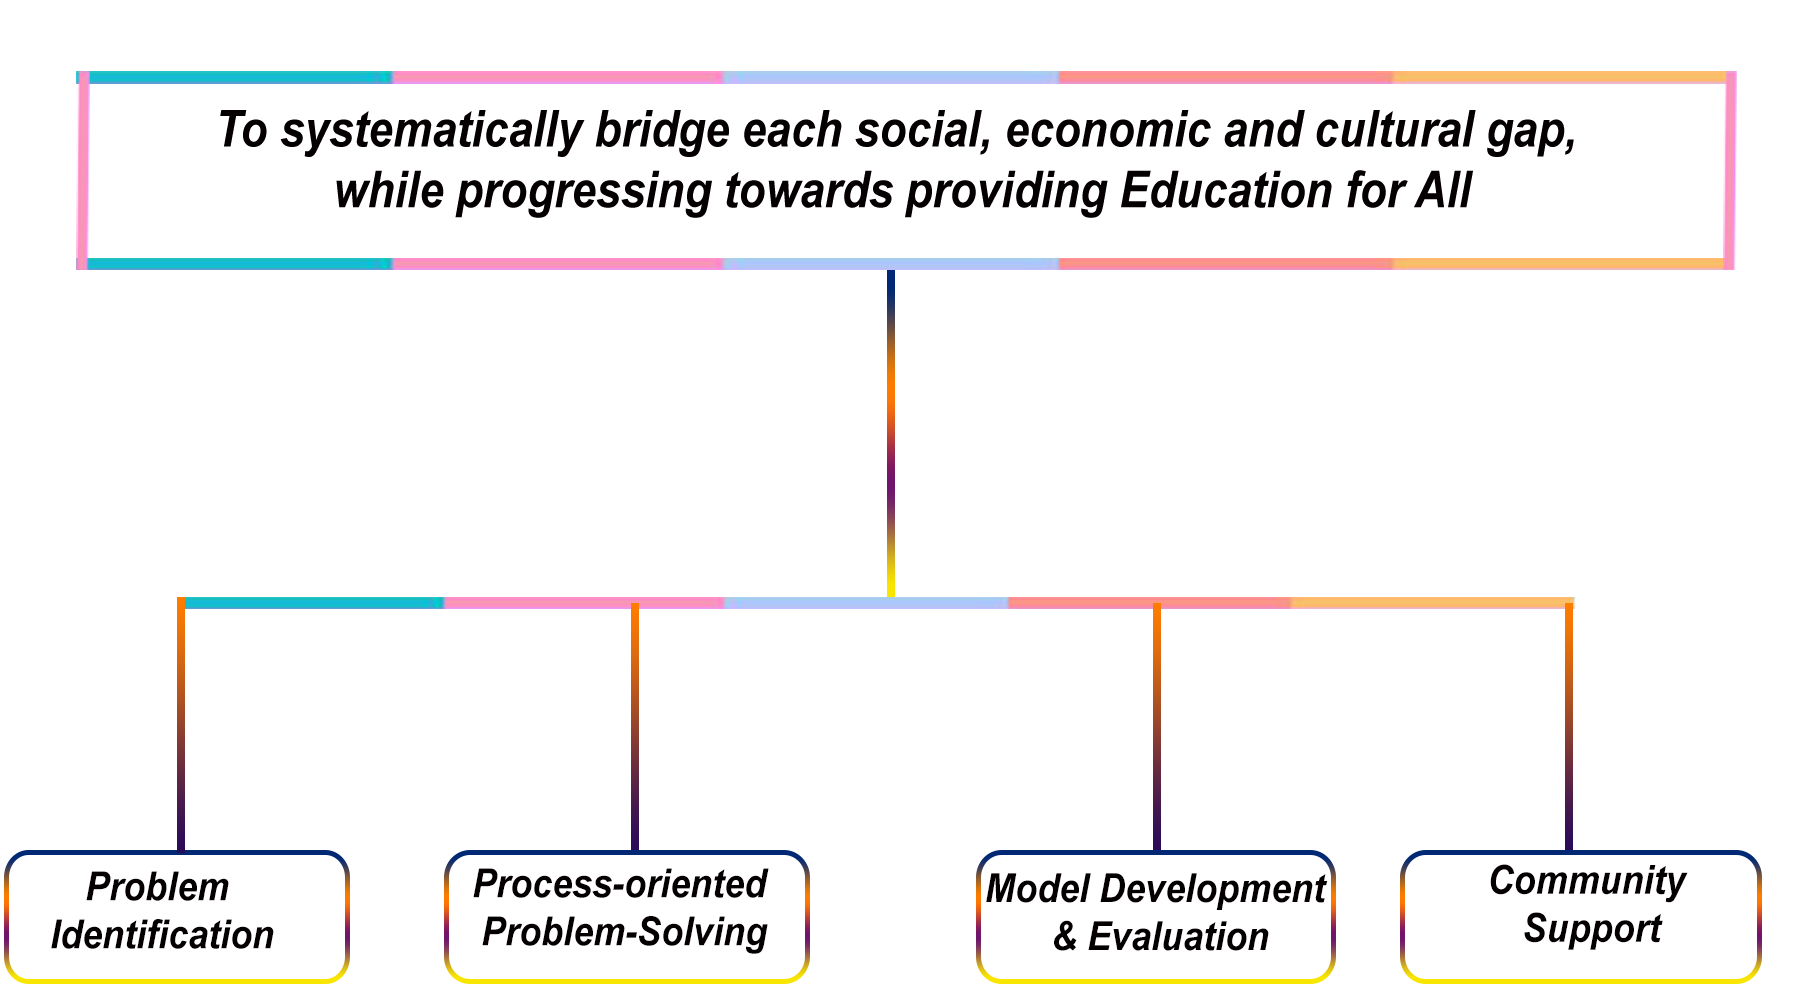 To systematically bridge each social, economic and cultural gap,
while progressing towards providing Education for All
Problem
Identification
Process-oriented
Problem-Solving
Model Development
& Evaluation
Community
Support